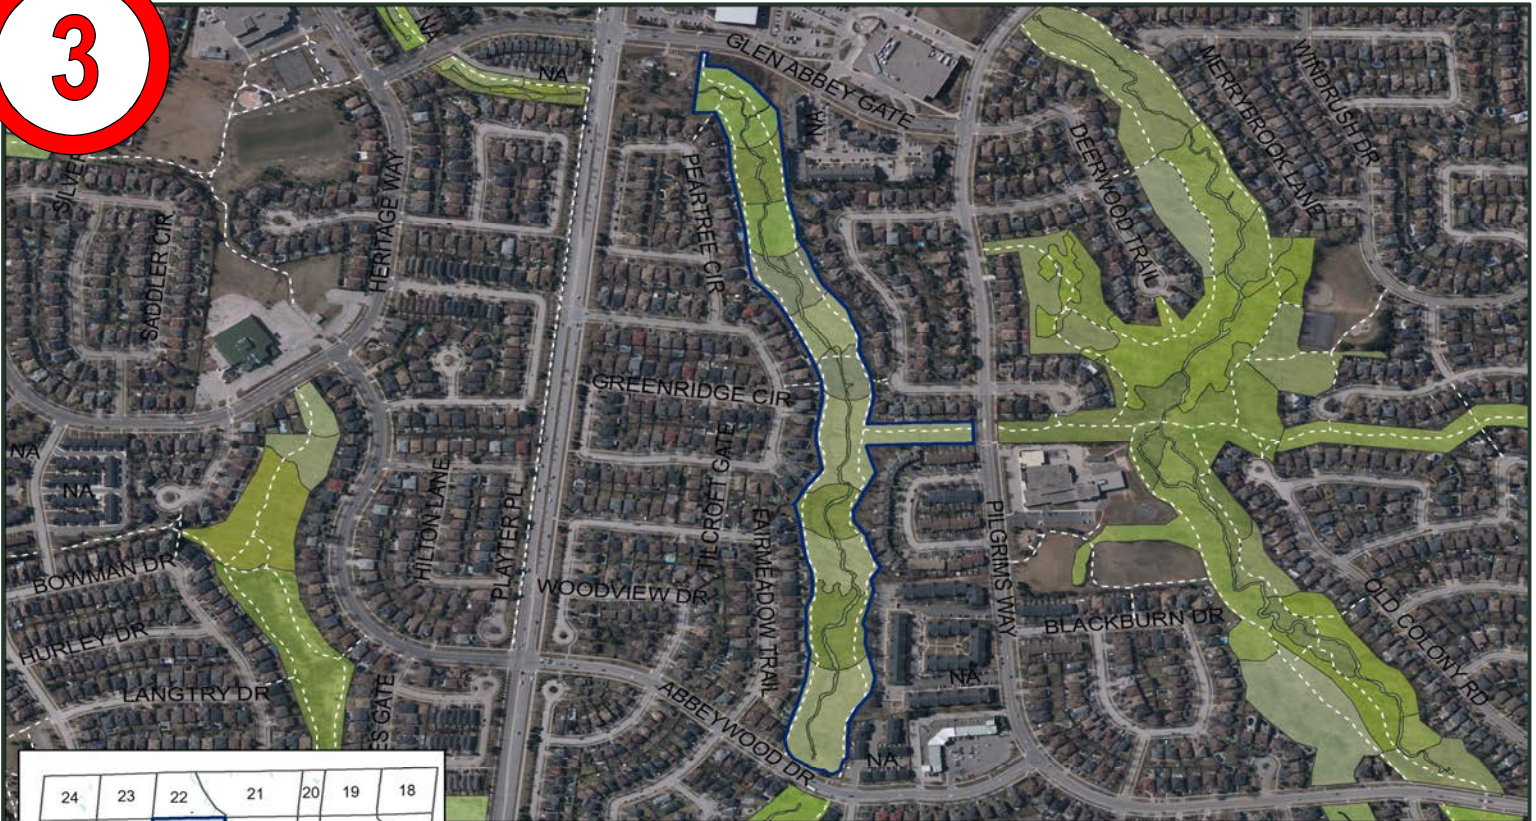 3
NA
NA
GLEN ABBEY GATE
NA
MERRYBROOK LANE
WINDRUSH DR
DEERWOOD TRAIL
PEARTREE CIR
HERITAGE WAY
SADDLER CIR
GREENRIDGE CIR
TILCROFT GATE
NA
NA
HILTON LANE
PLAYTER PL
FAIRMEADOW TRAIL
PILGRIMS WAY
BOWMAN DR
WOODVIEW DR
BLACKBURN DR
OLD COLONY RD
HURLEY DR
LANGTRY DR
ABBEYWOOD DR
NA
NA
24 23 22 21 20 19 18